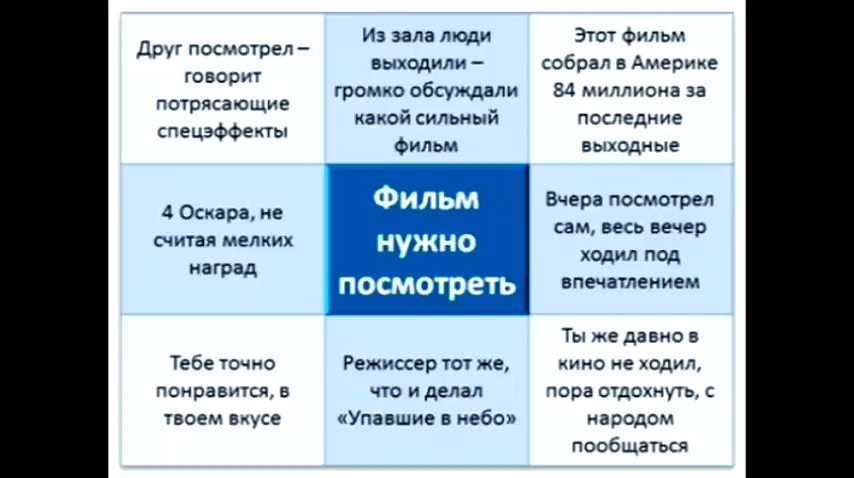 Друг посмотрел –
говорит
потрясающие
спецэффекты
Из зала люди
выходили –
громко обсуждали
какой сильный
фильм
Этот фильм
собрал в Америке
84 миллиона за
последние
выходные
4 Оскара, не
считая мелких
наград
Фильм
нужно
посмотреть
Вчера посмотрел
сам, весь вечер
ходил под
впечатлением
Тебе точно
понравится, в
твоем вкусе
Режиссер тот же,
что и делал
«Упавшие в небо»
Ты же давно в
кино не ходил,
пора отдохнуть, с
народом
пообщаться